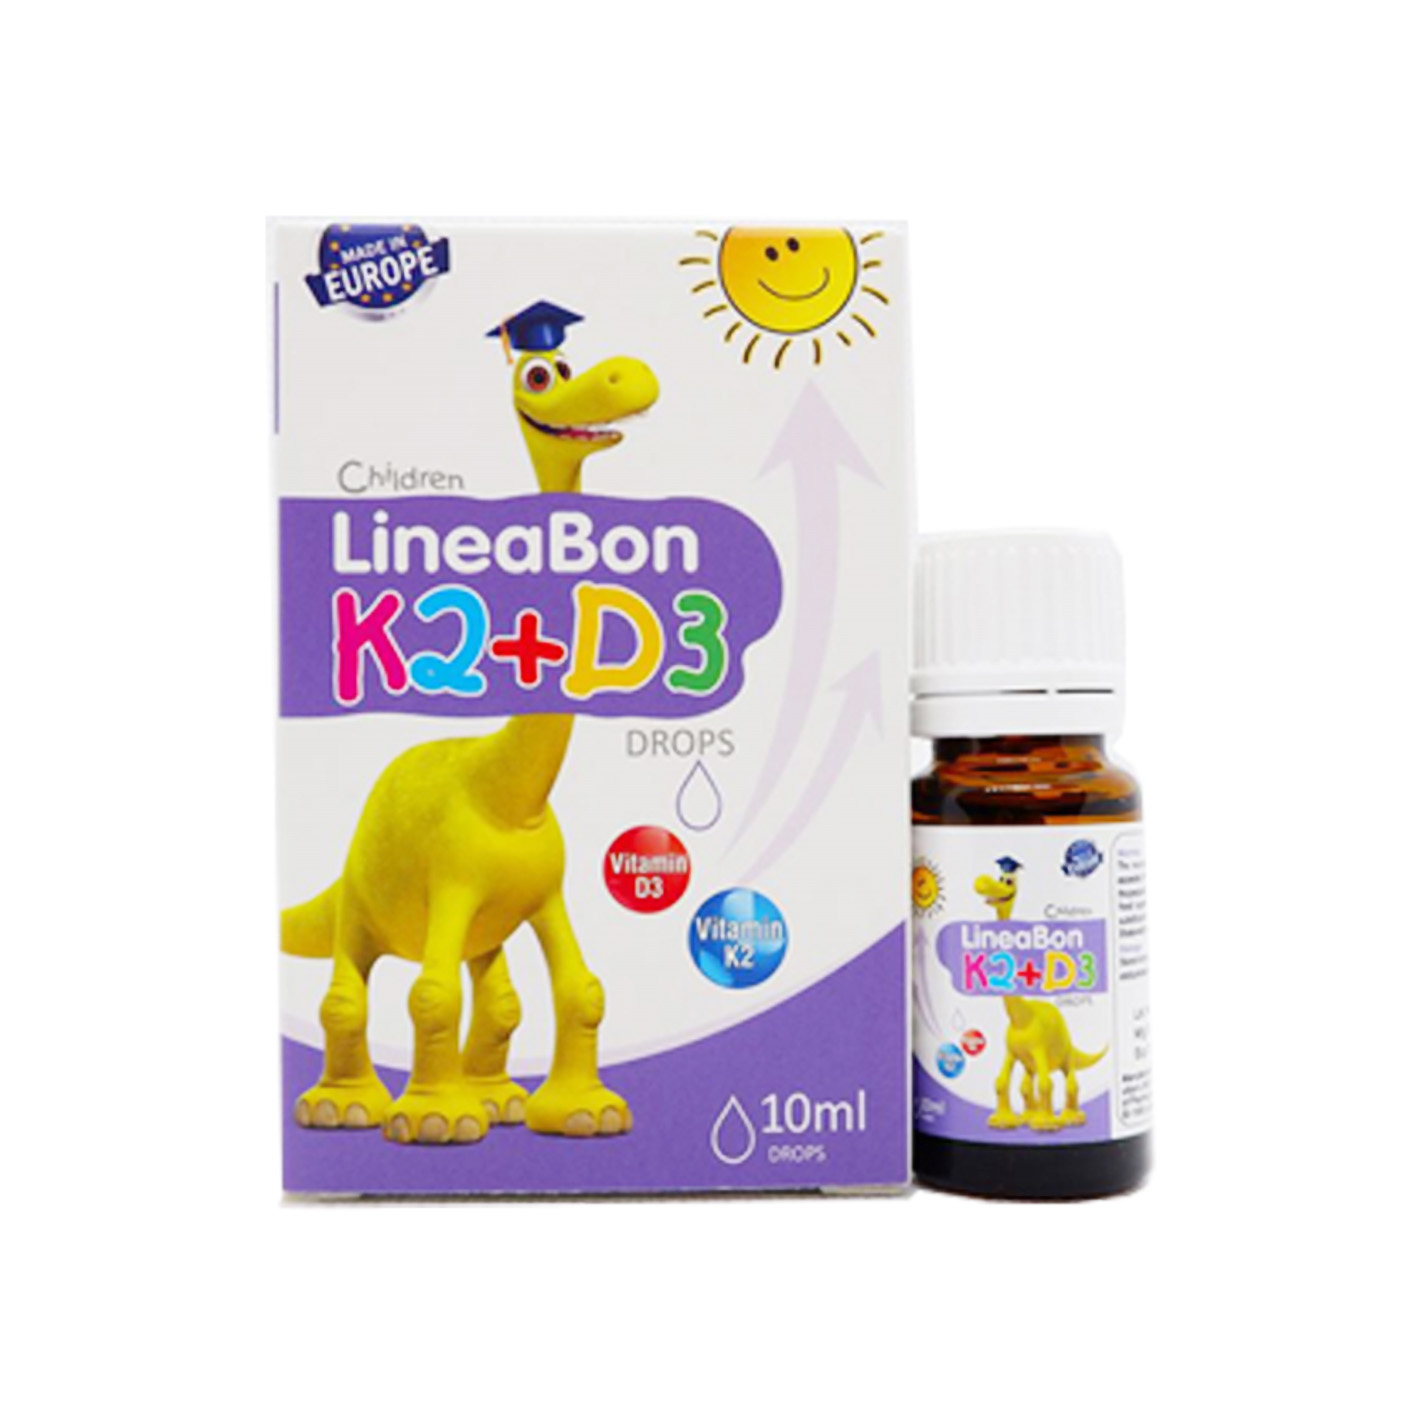 MADE IN
EUROPE
Children
LineaBon
K2+D3
DROPS
Vitamin
D3
Vitamin
K2
10ml
DROPS
Children
LineaBon
K2+D3
DROPS